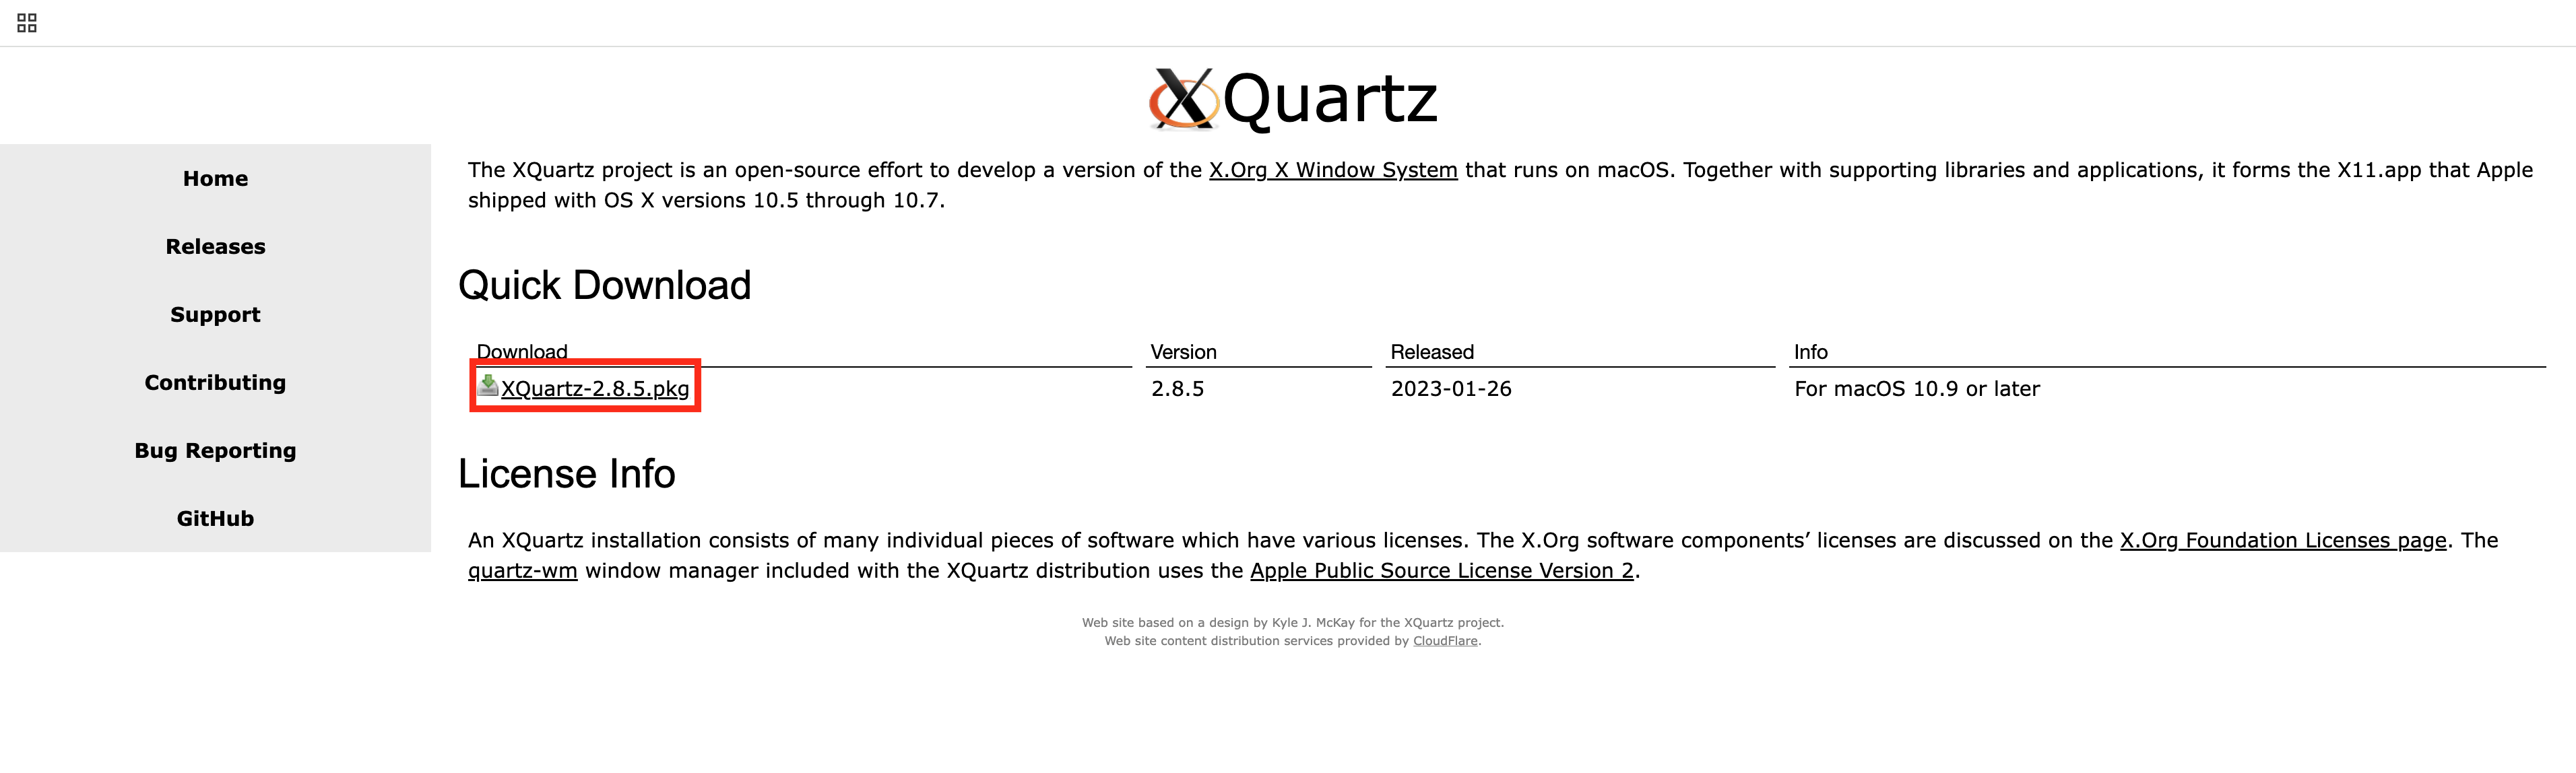 XQuartz
Home
Releases
Support
Contributing
Bug Reporting
GitHub
The XQuartz project is an open-source effort to develop a version of the X.Org X Window System that runs on macOS. Together with supporting libraries and applications, it forms the X11.app that Apple
shipped with OS X versions 10.5 through 10.7.
Quick Download
Download Version Released Info
XQuartz-2.8.5.pkg 2.8.5 2023-01-26 For macOS 10.9 or later
License Info
An XQuartz installation consists of many individual pieces of software which have various licenses. The X.Org software components’ licenses are discussed on the X.Org Foundation Licenses page. The
quartz-wm window manager included with the XQuartz distribution uses the Apple Public Source License Version 2.
Web site based on a design by Kyle J. McKay for the XQuartz project.
Web site content distribution services provided by CloudFlare.